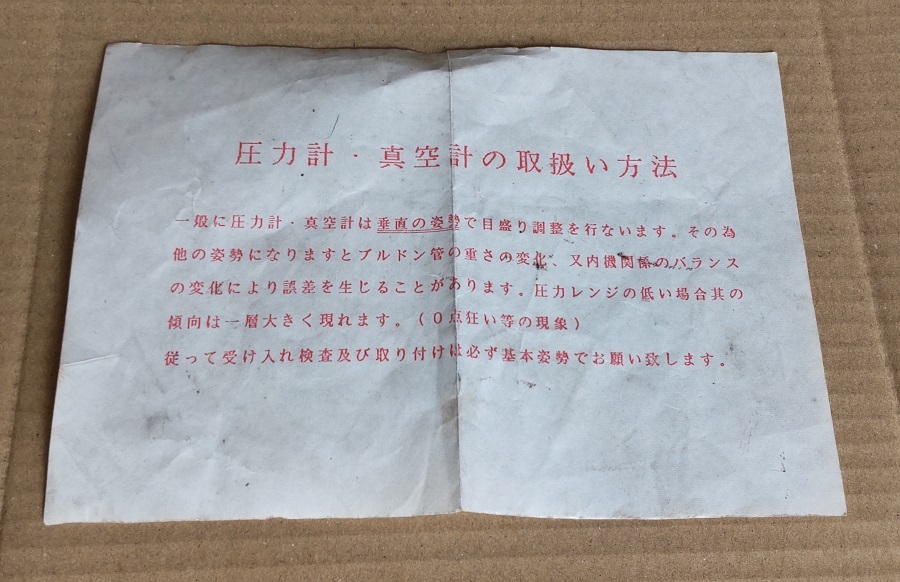 圧力計・真空計の取扱い方法
一般に圧力計・真空計は垂直の姿勢で目盛り調整を行ないます。その為
他の姿勢になりますとブルドン管の重さの変化、又内機関係のバランス
の変化により誤差を生じることがあります。圧力レンジの低い場合其の
傾向は一層大きく現れます。(0点狂い等の現象)
従って受け入れ検査及び取り付けは必ず基本姿勢でお願い致します。